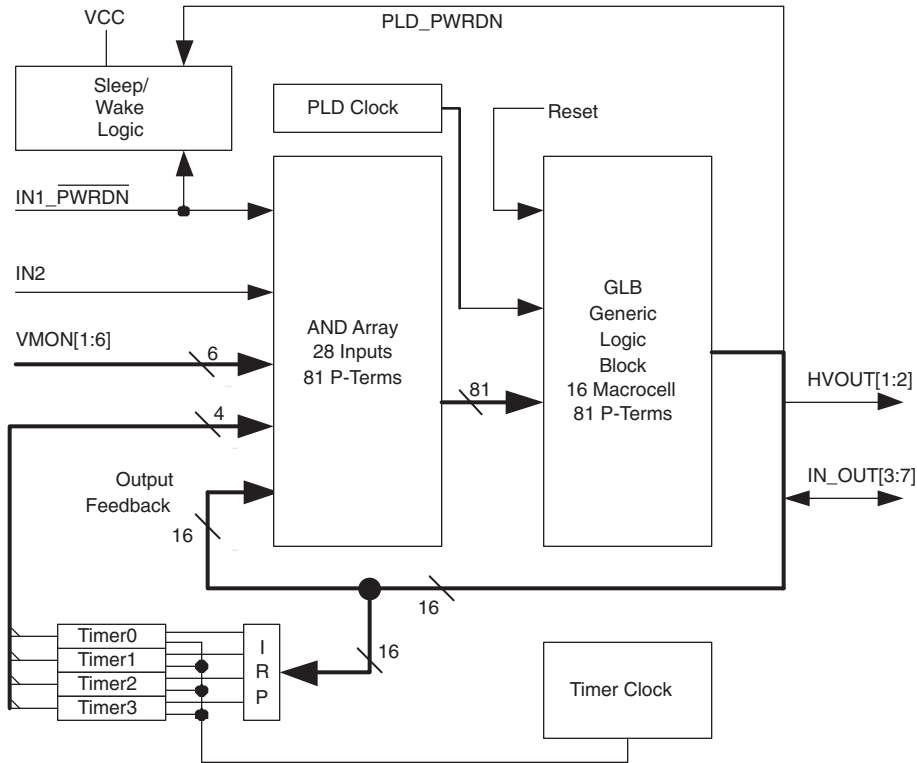 VCC
PLD_PWRDN
Sleep/
Wake
Logic
PLD Clock
Reset
IN1_PWRDN
IN2
VMON[1:6]
6
4
AND Array
28 Inputs
81 P-Terms
81
GLB
Generic
Logic
Block
16 Macrocell
81 P-Terms
HVOUT[1:2]
IN_OUT[3:7]
Output
Feedback
16
16
16
Timer0
Timer1
Timer2
Timer3
I
R
P
Timer Clock